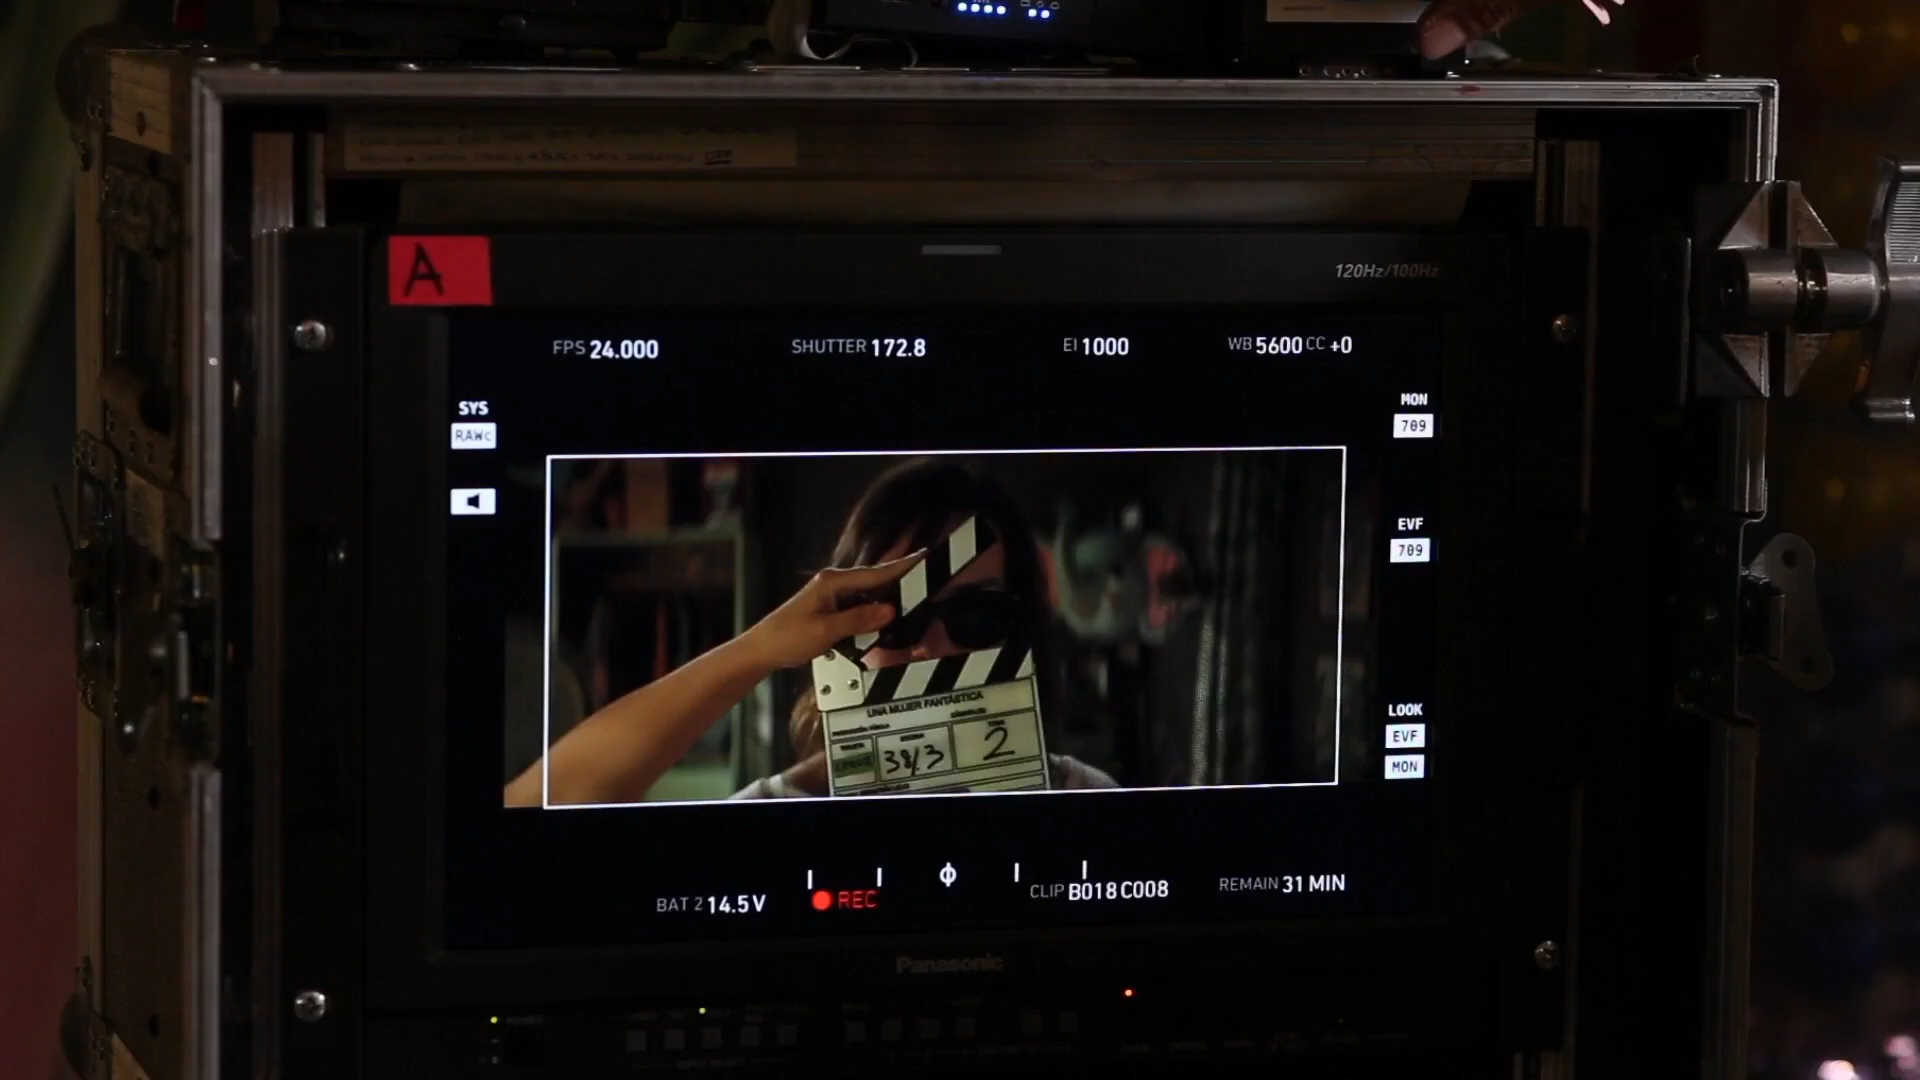 A
120Hz/100Hz
FPS 24.000 SHUTTER 172.8 EI 1000 WB 5600 CC +0
SYS
RAWc
MON
709
EVF
709
UNA MUJER FANTÁSTICA
38/3 2
LOOK
EVF
MON
BAT 2 14.5 V REC CLIP B018 C008 REMAIN 31 MIN
Panasonic